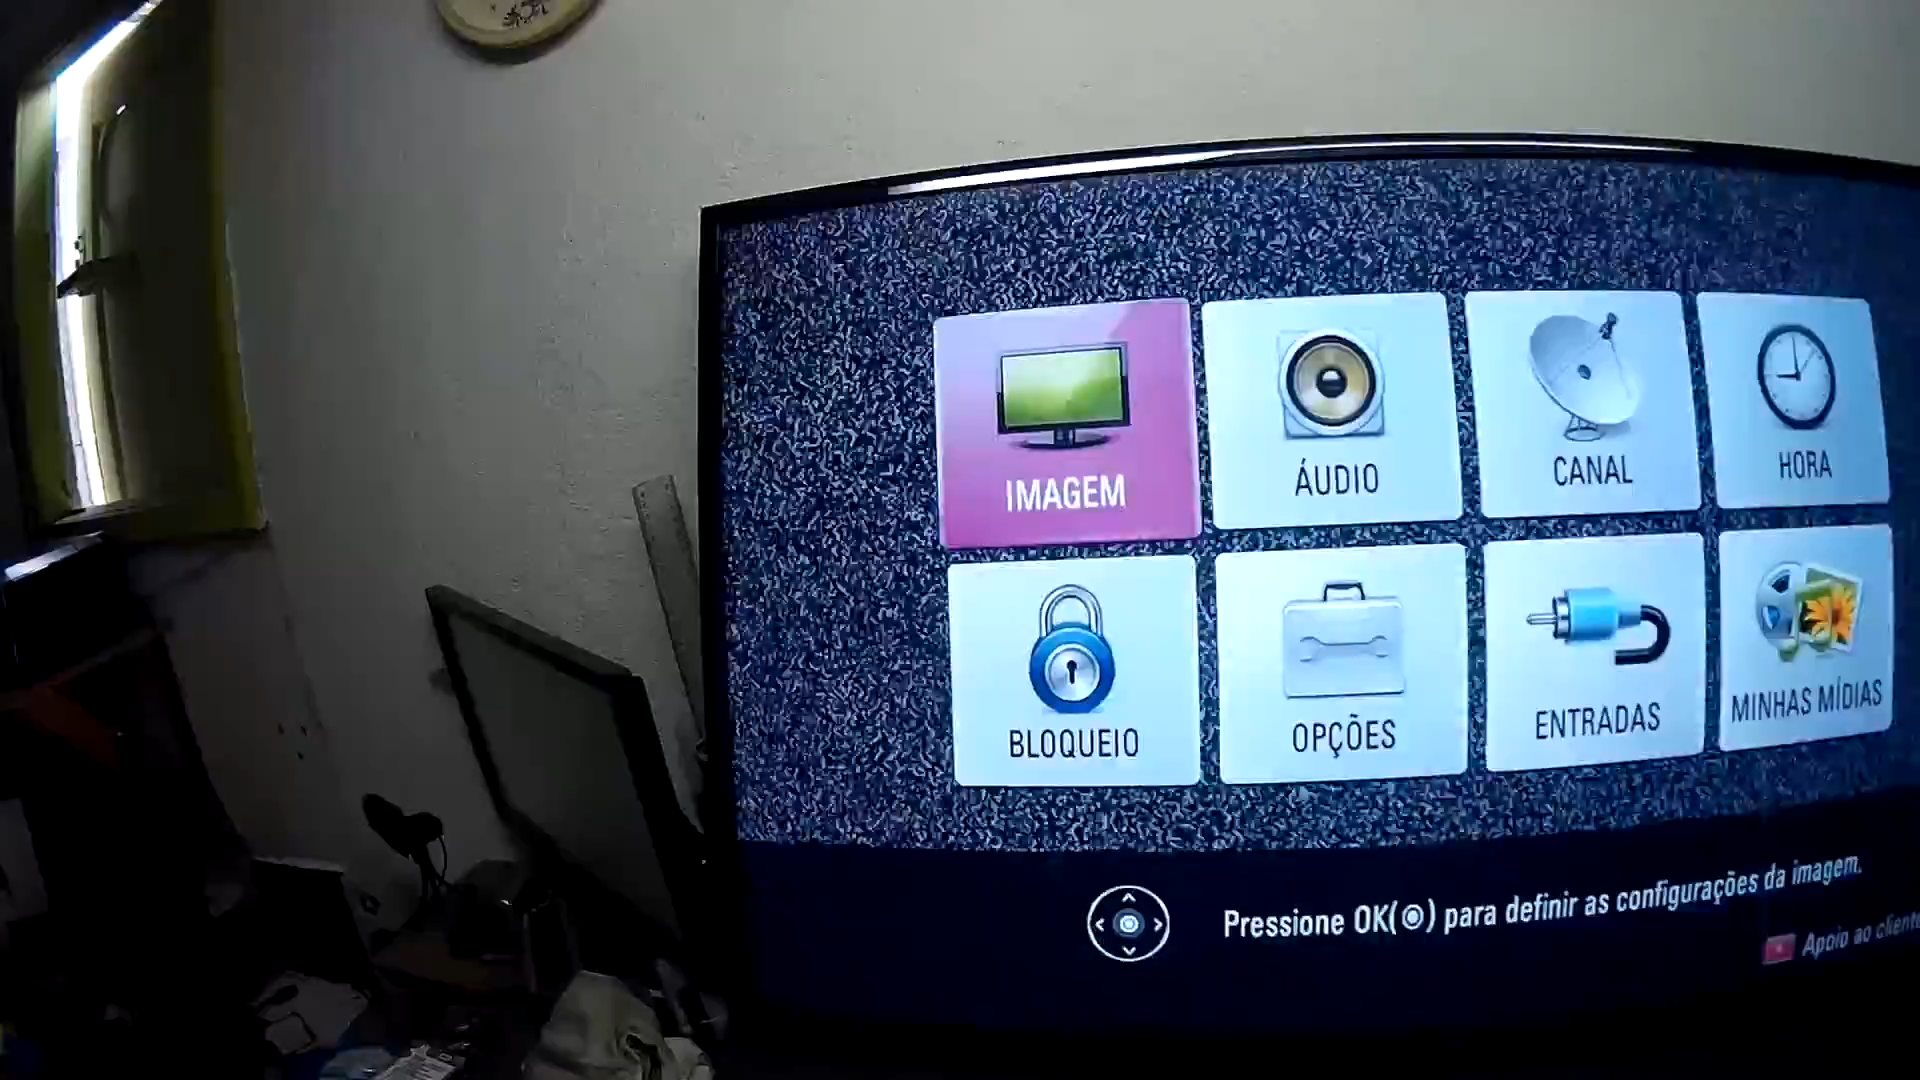 IMAGEM
ÁUDIO
CANAL
HORA
BLOQUEIO
OPÇÕES
ENTRADAS
MINHAS MÍDIAS
Pressione OK(◉) para definir as configurações da imagem.
Apoio ao cliente